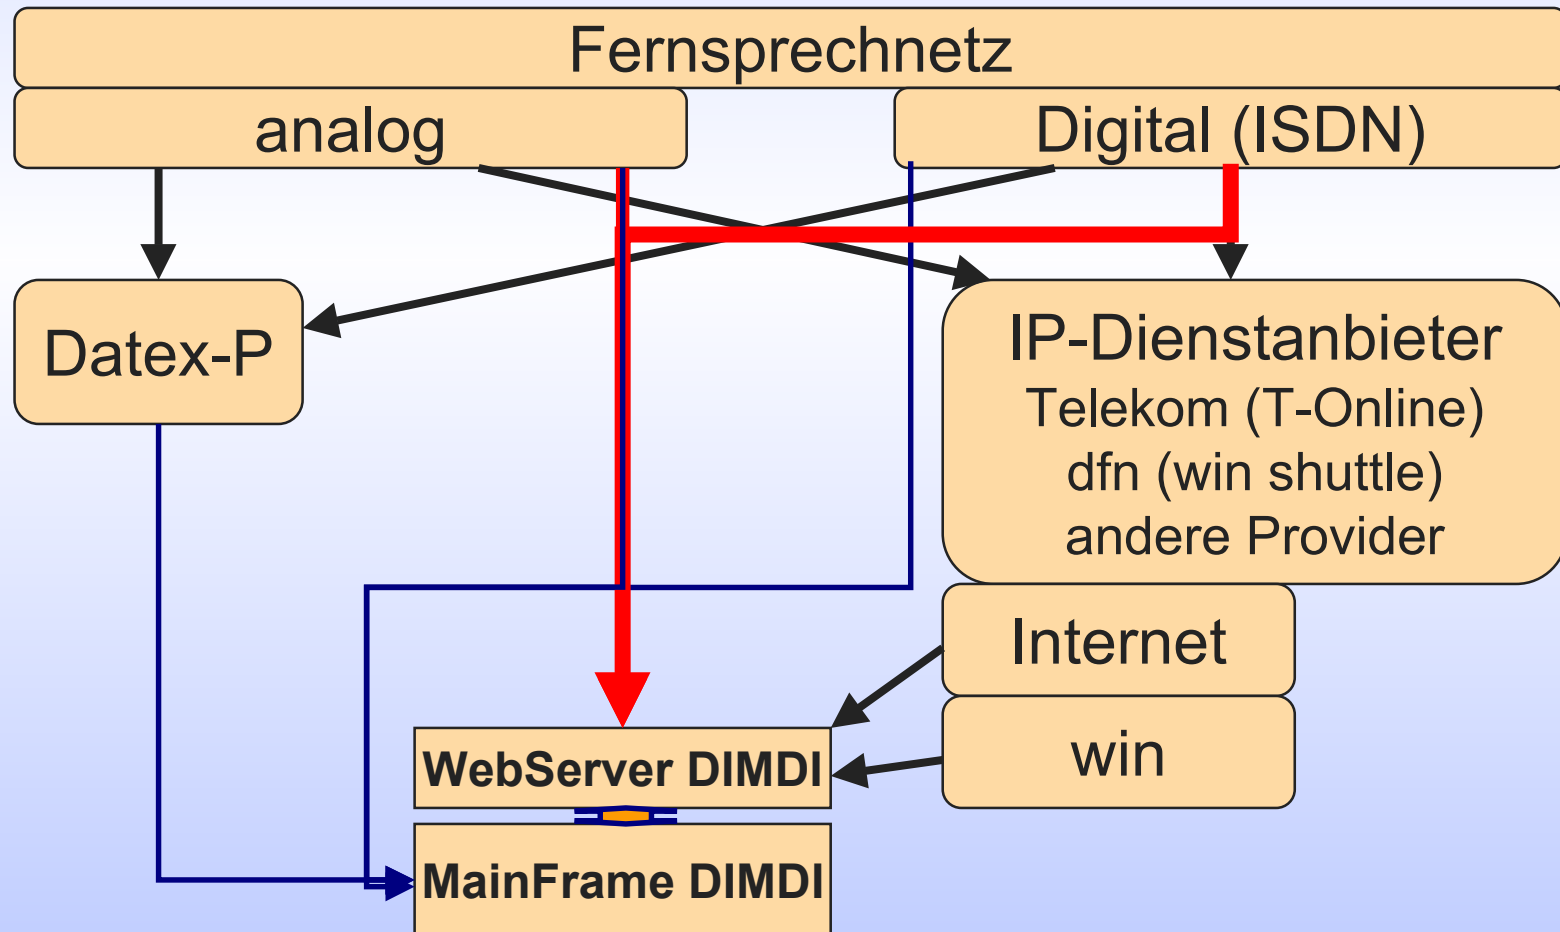 Fernsprechnetz
analog
Digital (ISDN)
Datex-P
IP-Dienstanbieter
Telekom (T-Online)
dfn (win shuttle)
andere Provider
Internet
win
WebServer DIMDI
MainFrame DIMDI